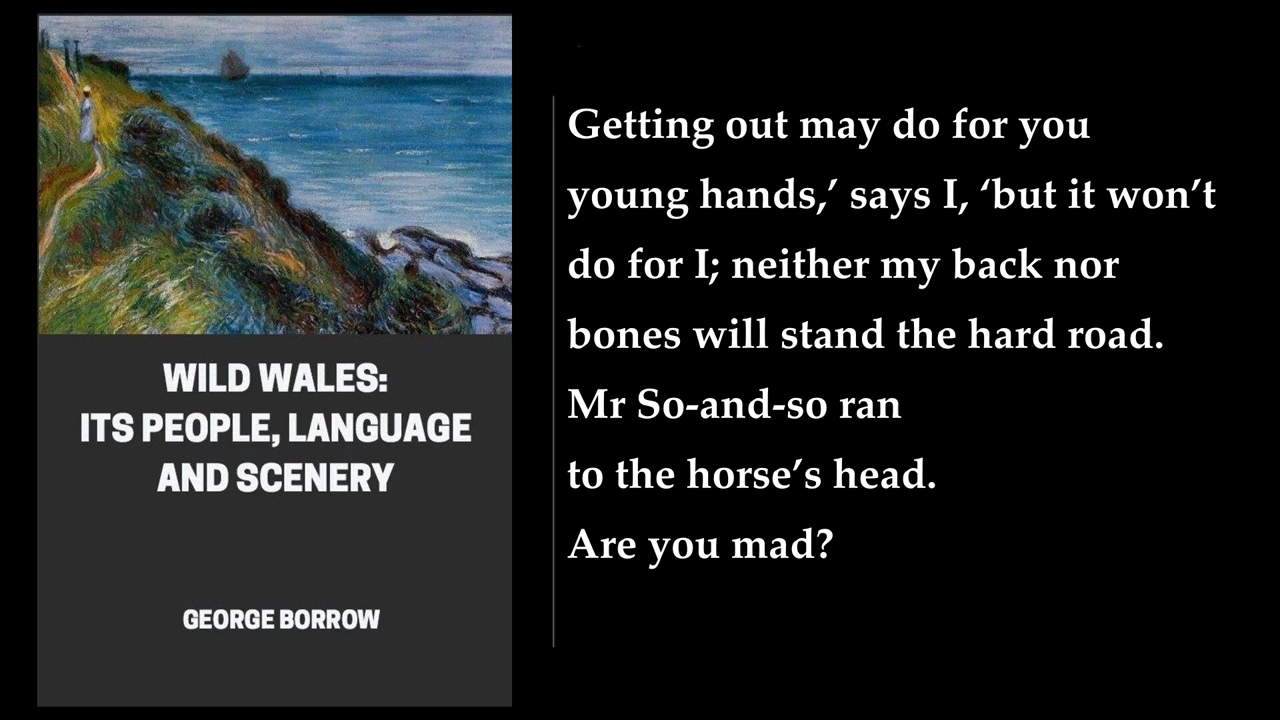 WILD WALES:
ITS PEOPLE, LANGUAGE
AND SCENERY
GEORGE BORROW
Getting out may do for you
young hands,’ says I, ‘but it won’t
do for I; neither my back nor
bones will stand the hard road.
Mr So-and-so ran
to the horse’s head.
Are you mad?